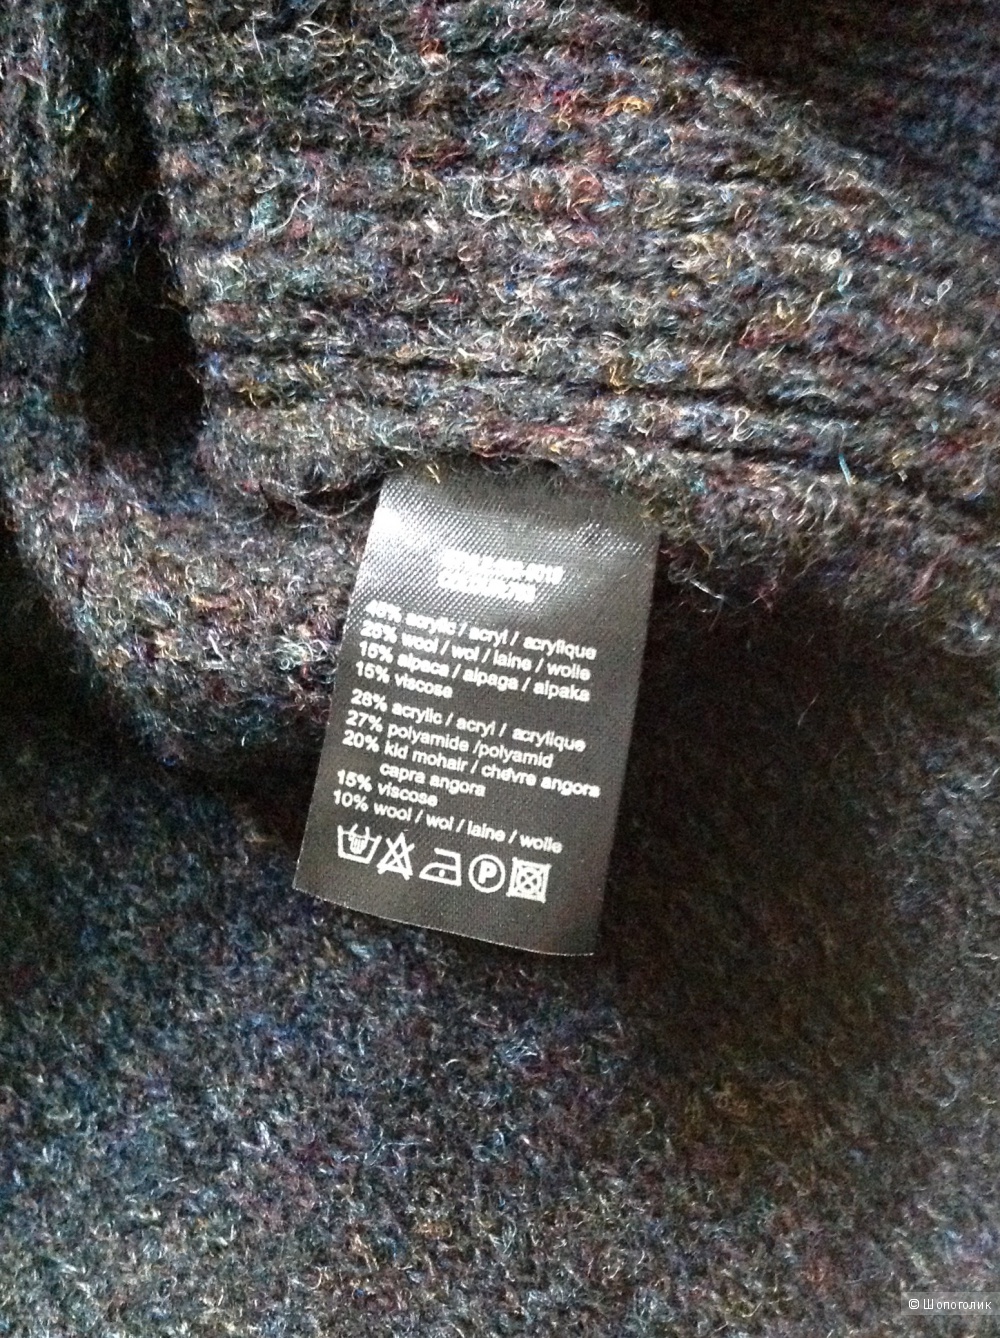 acrylic / acryl / acrylique
25% wool / wol / laine / wolle
15% alpaca / alpaga / alpaka
15% viscose
28% acrylic / acryl / acrylique
27% polyamide /polyamid
20% kid mohair / chèvre angora
capra angora
15% viscose
10% wool / wol / laine / wolle
P
© Шопоголик